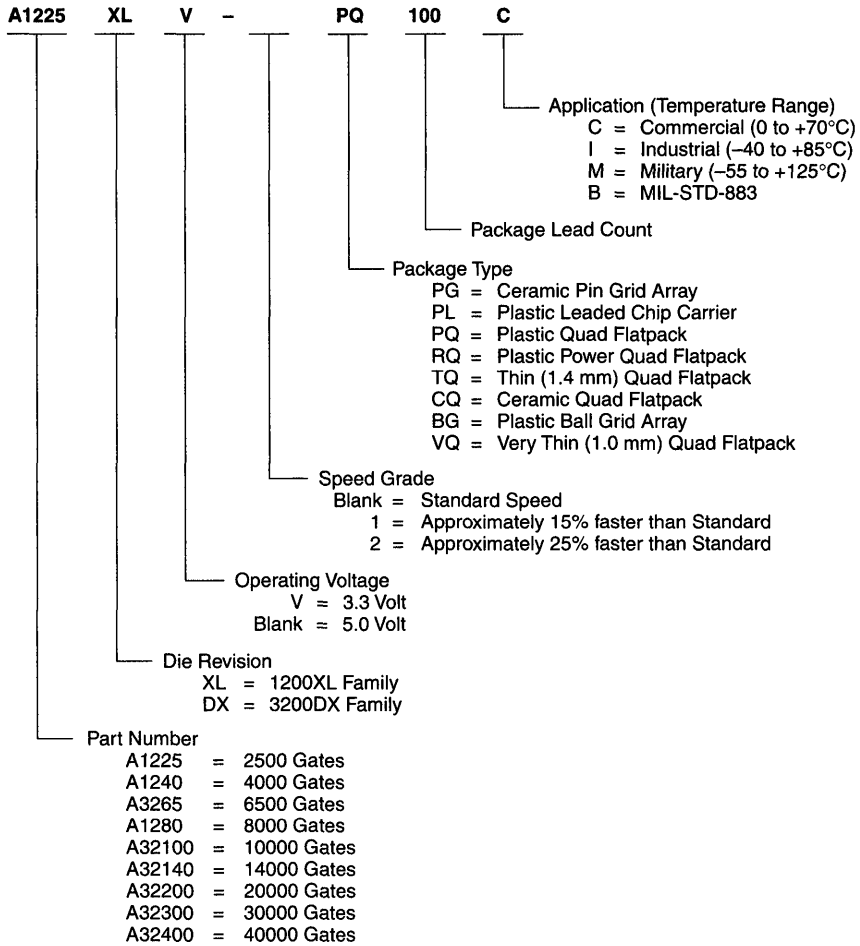 A1225 XL V – PQ 100 C
Application (Temperature Range)
C = Commercial (0 to +70°C)
I = Industrial (–40 to +85°C)
M = Military (–55 to +125°C)
B = MIL-STD-883
Package Lead Count
Package Type
PG = Ceramic Pin Grid Array
PL = Plastic Leaded Chip Carrier
PQ = Plastic Quad Flatpack
RQ = Plastic Power Quad Flatpack
TQ = Thin (1.4 mm) Quad Flatpack
CQ = Ceramic Quad Flatpack
BG = Plastic Ball Grid Array
VQ = Very Thin (1.0 mm) Quad Flatpack
Speed Grade
Blank = Standard Speed
1 = Approximately 15% faster than Standard
2 = Approximately 25% faster than Standard
Operating Voltage
V = 3.3 Volt
Blank = 5.0 Volt
Die Revision
XL = 1200XL Family
DX = 3200DX Family
Part Number
A1225 = 2500 Gates
A1240 = 4000 Gates
A3265 = 6500 Gates
A1280 = 8000 Gates
A32100 = 10000 Gates
A32140 = 14000 Gates
A32200 = 20000 Gates
A32300 = 30000 Gates
A32400 = 40000 Gates